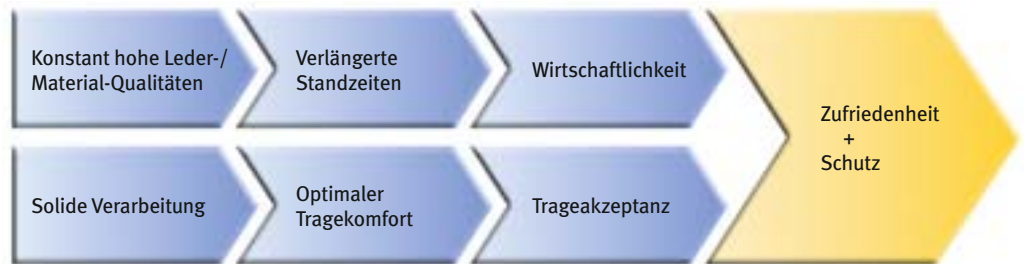 Konstant hohe Leder-/
Material-Qualitäten
Verlängerte
Standzeiten
Wirtschaftlichkeit
Solide Verarbeitung
Optimaler
Tragekomfort
Trageakzeptanz
Zufriedenheit
+
Schutz